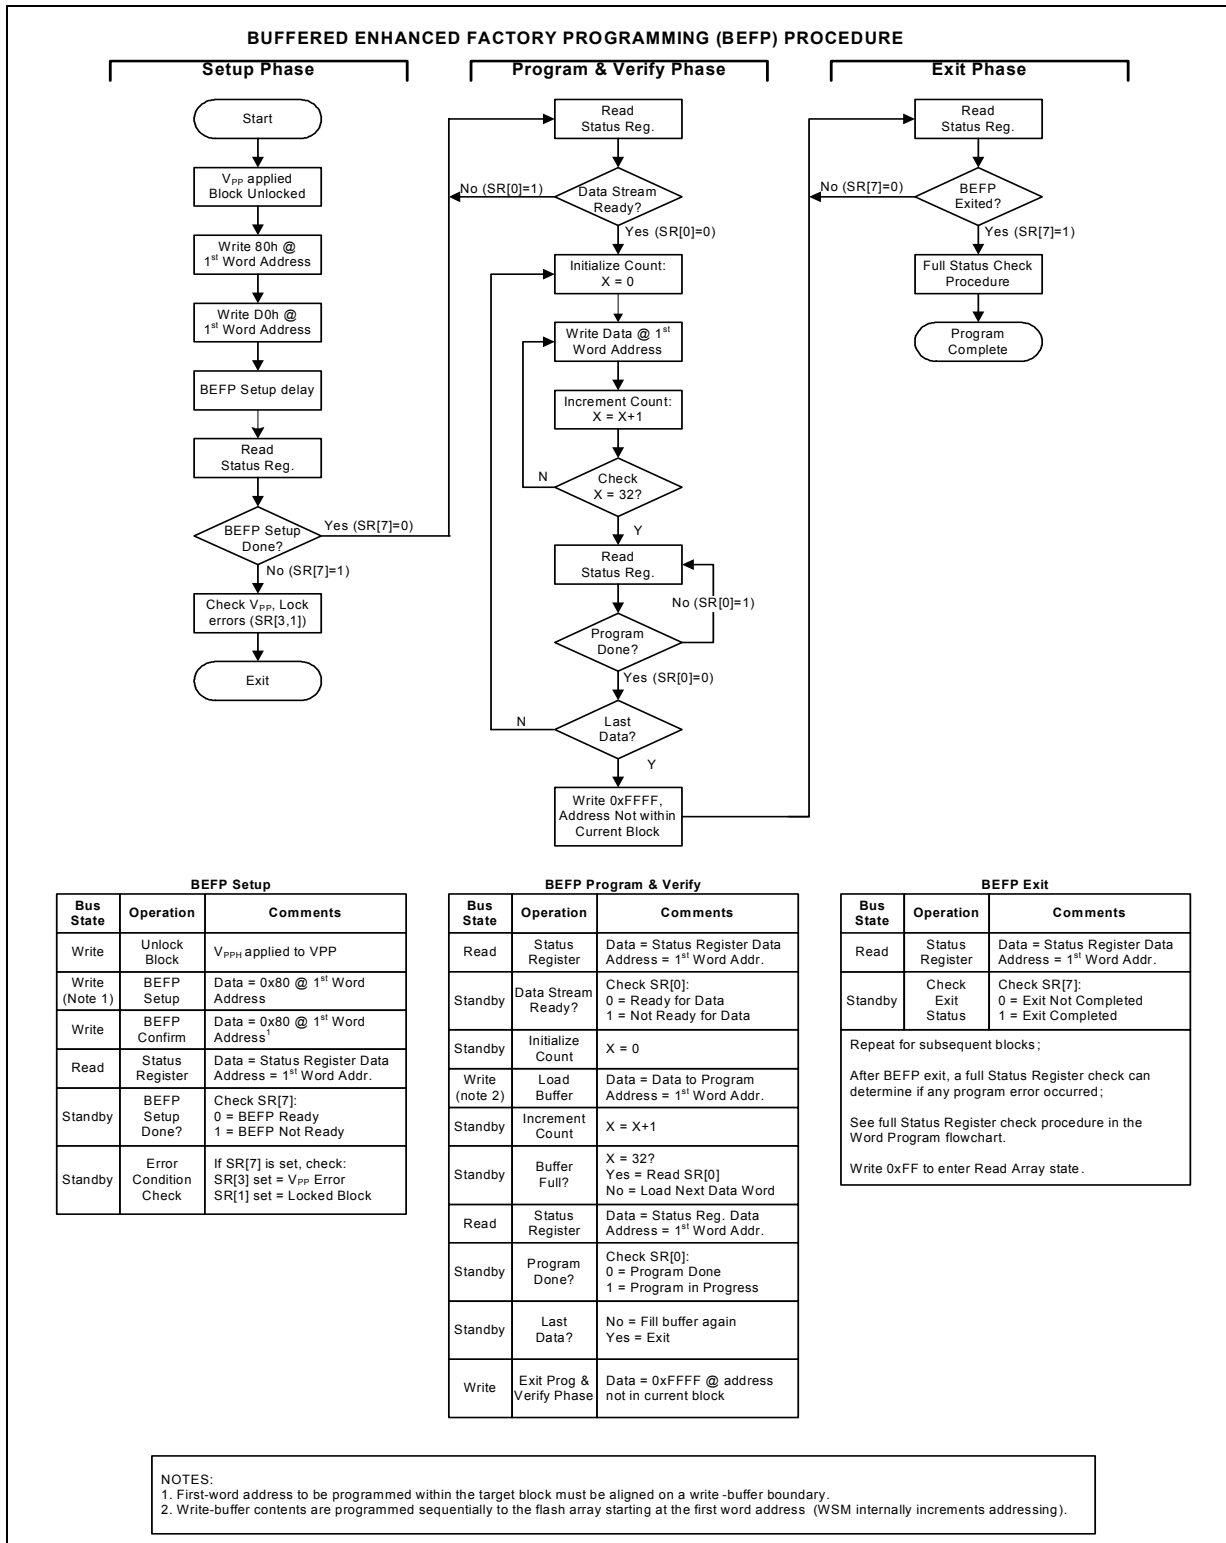 BUFFERED ENHANCED FACTORY PROGRAMMING (BEFP) PROCEDURE
Setup Phase
Start
VPP applied
Block Unlocked
Write 80h @
1st Word Address
Write D0h @
1st Word Address
BEFP Setup delay
Read
Status Reg.
BEFP Setup
Done?
Yes (SR[7]=0)
No (SR[7]=1)
Check VPP, Lock
errors (SR[3,1])
Exit
Program & Verify Phase
Read
Status Reg.
No (SR[0]=1)
Data Stream
Ready?
Yes (SR[0]=0)
Initialize Count:
X = 0
Write Data @ 1st
Word Address
Increment Count:
X = X+1
N
Check
X = 32?
Y
Read
Status Reg.
No (SR[0]=1)
Program
Done?
Yes (SR[0]=0)
N
Last
Data?
Y
Write 0xFFFF,
Address Not within
Current Block
Exit Phase
Read
Status Reg.
No (SR[7]=0)
BEFP
Exited?
Yes (SR[7]=1)
Full Status Check
Procedure
Program
Complete
BEFP Setup
Bus State Operation Comments
Write Unlock Block VPPH applied to VPP
Write (Note 1) BEFP Setup Data = 0x80 @ 1st Word Address
Write BEFP Confirm Data = 0x80 @ 1st Word Address1
Read Status Register Data = Status Register Data Address = 1st Word Addr.
Standby BEFP Setup Done? Check SR[7]: 0 = BEFP Ready 1 = BEFP Not Ready
Standby Error Condition Check If SR[7] is set, check: SR[3] set = VPP Error SR[1] set = Locked Block
BEFP Program & Verify
Bus State Operation Comments
Read Status Register Data = Status Register Data Address = 1st Word Addr.
Standby Data Stream Ready? Check SR[0]: 0 = Ready for Data 1 = Not Ready for Data
Standby Initialize Count X = 0
Write (note 2) Load Buffer Data = Data to Program Address = 1st Word Addr.
Standby Increment Count X = X+1
Standby Buffer Full? X = 32? Yes = Read SR[0] No = Load Next Data Word
Read Status Register Data = Status Reg. Data Address = 1st Word Addr.
Standby Program Done? Check SR[0]: 0 = Program Done 1 = Program in Progress
Standby Last Data? No = Fill buffer again Yes = Exit
Write Exit Prog & Verify Phase Data = 0xFFFF @ address not in current block
BEFP Exit
Bus State Operation Comments
Read Status Register Data = Status Register Data Address = 1st Word Addr.
Standby Check Exit Status Check SR[7]: 0 = Exit Not Completed 1 = Exit Completed
Repeat for subsequent blocks;
After BEFP exit, a full Status Register check can
determine if any program error occurred;
See full Status Register check procedure in the
Word Program flowchart.
Write 0xFF to enter Read Array state.
NOTES:
1. First-word address to be programmed within the target block must be aligned on a write -buffer boundary.
2. Write-buffer contents are programmed sequentially to the flash array starting at the first word address (WSM internally increments addressing).